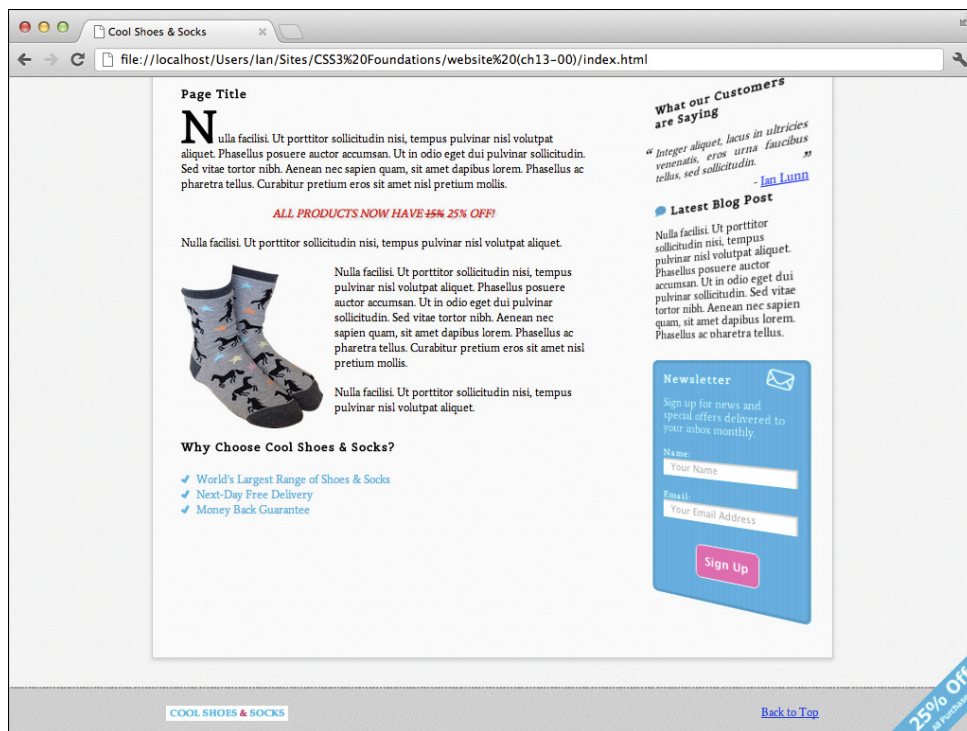 Cool Shoes & Socks
file://localhost/Users/Ian/Sites/CSS3%20Foundations/website%20(ch13-00)/index.html
Page Title
Nulla facilisi. Ut porttitor sollicitudin nisi, tempus pulvinar nisl volutpat
aliquet. Phasellus posuere auctor accumsan. Ut in odio eget dui pulvinar sollicitudin.
Sed vitae tortor nibh. Aenean nec sapien quam, sit amet dapibus lorem. Phasellus ac
pharetra tellus. Curabitur pretium eros sit amet nisl pretium mollis.
ALL PRODUCTS NOW HAVE 15% 25% OFF!
Nulla facilisi. Ut porttitor sollicitudin nisi, tempus pulvinar nisl volutpat aliquet.
Nulla facilisi. Ut porttitor sollicitudin nisi, tempus
pulvinar nisl volutpat aliquet. Phasellus posuere
auctor accumsan. Ut in odio eget dui pulvinar
sollicitudin. Sed vitae tortor nibh. Aenean nec
sapien quam, sit amet dapibus lorem. Phasellus ac
pharetra tellus. Curabitur pretium eros sit amet nisl
pretium mollis.
Nulla facilisi. Ut porttitor sollicitudin nisi, tempus
pulvinar nisl volutpat aliquet.
Why Choose Cool Shoes & Socks?
World's Largest Range of Shoes & Socks
Next-Day Free Delivery
Money Back Guarantee
What our Customers
are Saying
“ Integer aliquet, lacus in ultricies
venenatis, eros urna faucibus
tellus, sed sollicitudin. ”
- Ian Lunn
Latest Blog Post
Nulla facilisi. Ut porttitor
sollicitudin nisi, tempus
pulvinar nisl volutpat aliquet.
Phasellus posuere auctor
accumsan. Ut in odio eget dui
pulvinar sollicitudin. Sed vitae
tortor nibh. Aenean nec sapien
quam, sit amet dapibus lorem.
Phasellus ac pharetra tellus.
Newsletter
Sign up for news and
special offers delivered to
your inbox monthly.
Name:
Your Name
Email:
Your Email Address
Sign Up
COOL SHOES & SOCKS
Back to Top
25% Off
All Purchase